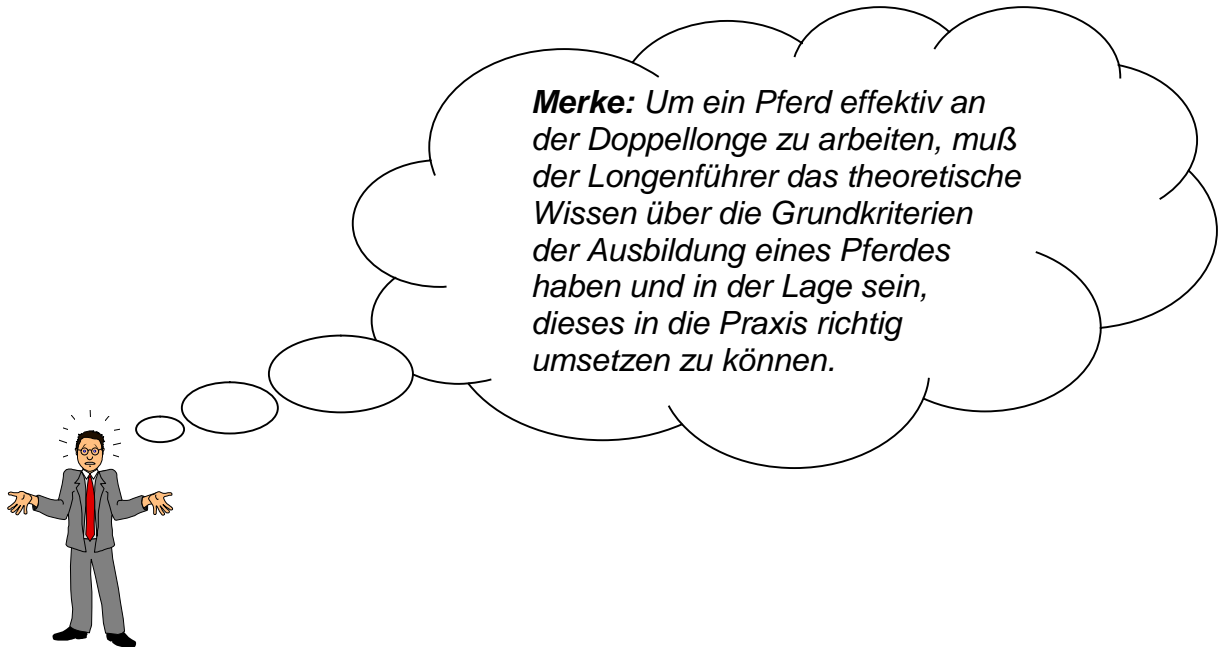 Merke: Um ein Pferd effektiv an
der Doppellonge zu arbeiten, muß
der Longenführer das theoretische
Wissen über die Grundkriterien
der Ausbildung eines Pferdes
haben und in der Lage sein,
dieses in die Praxis richtig
umsetzen zu können.